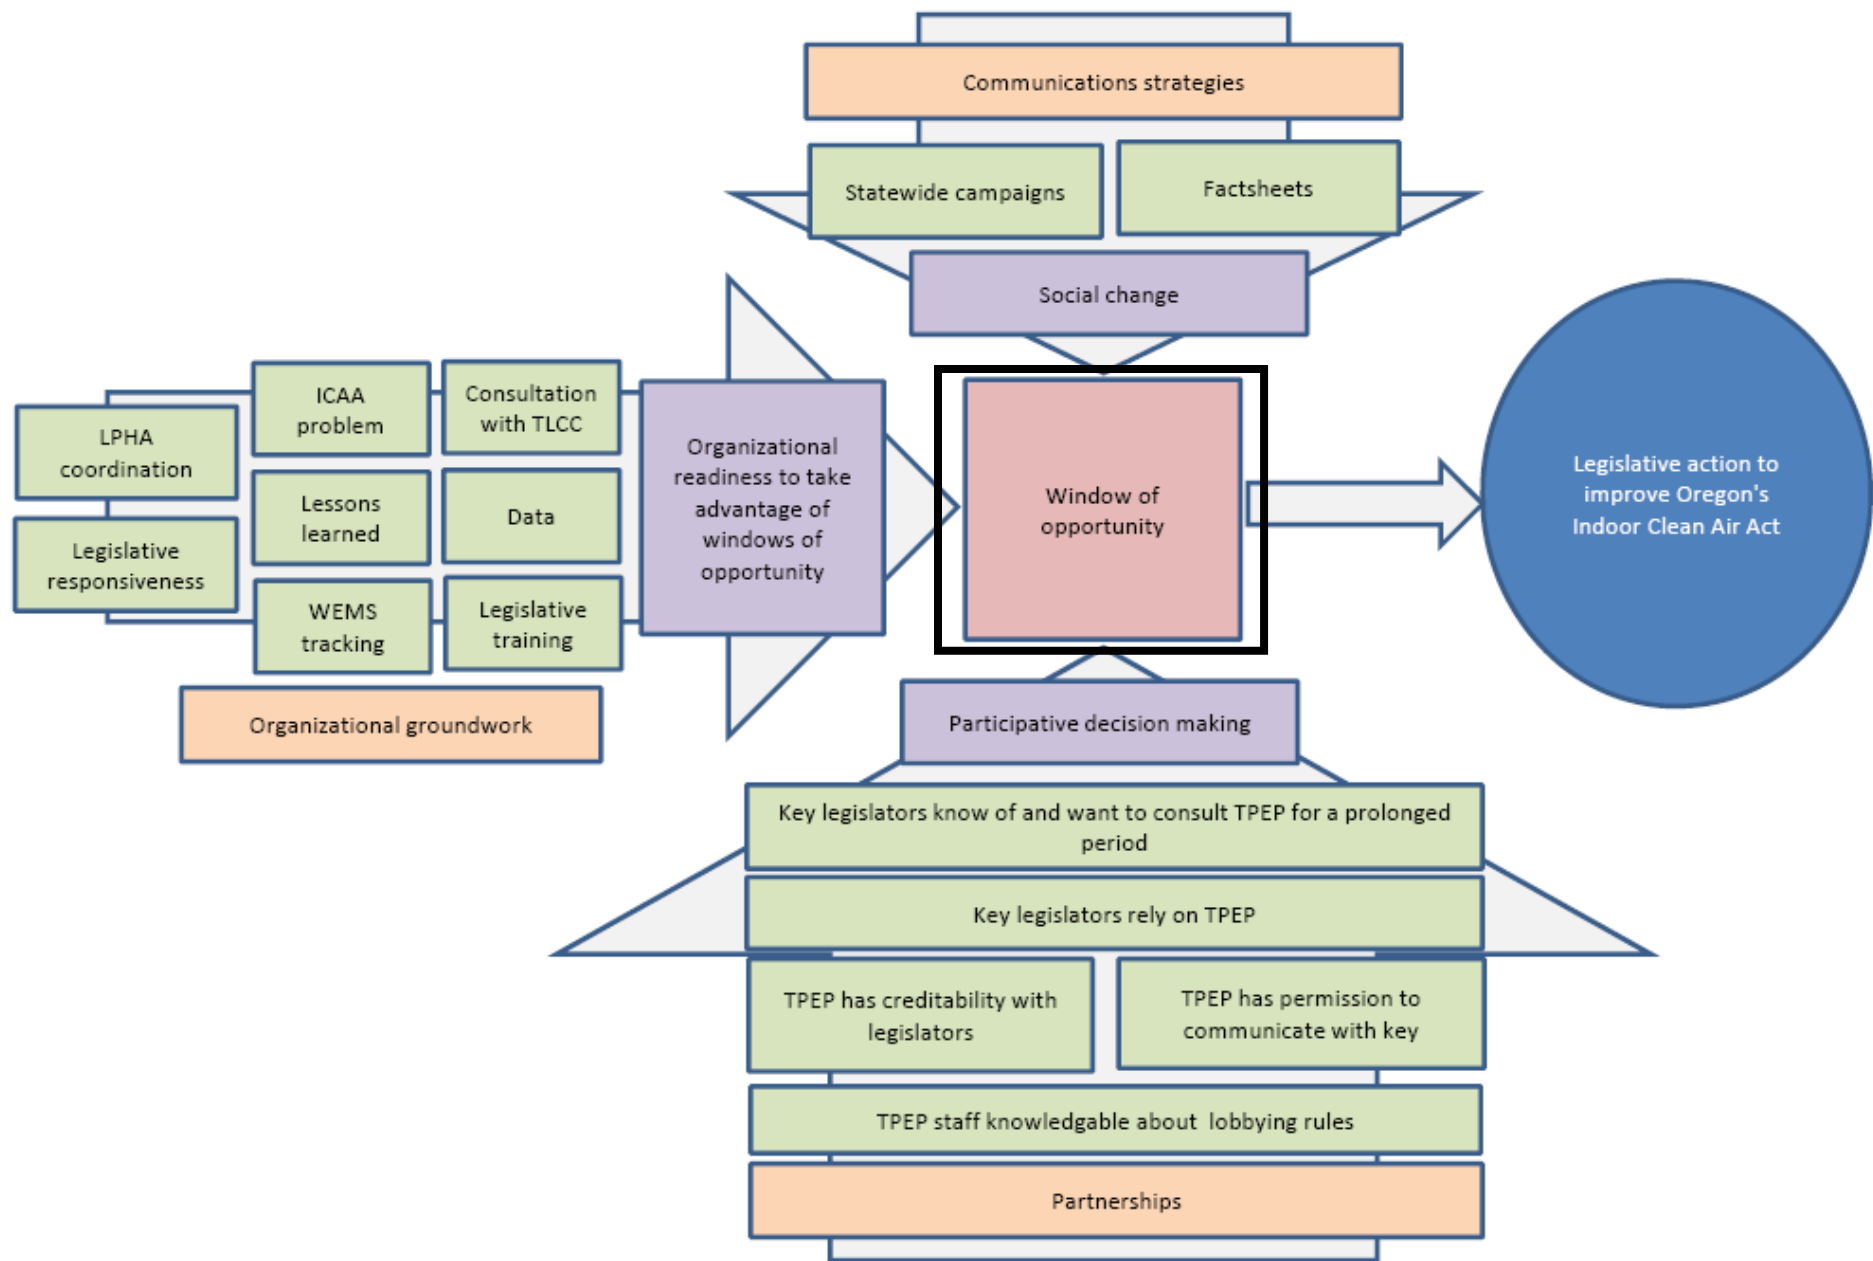 Communications strategies
Statewide campaigns
Factsheets
Social change
LPHA
coordination
Legislative
responsiveness
ICAA
problem
Lessons
learned
WEMS
tracking
Consultation
with TLCC
Data
Legislative
training
Organizational groundwork
Organizational
readiness to take
advantage of
windows of
opportunity
Window of
opportunity
Legislative action to
improve Oregon's
Indoor Clean Air Act
Participative decision making
Key legislators know of and want to consult TPEP for a prolonged
period
Key legislators rely on TPEP
TPEP has creditability with
legislators
TPEP has permission to
communicate with key
TPEP staff knowledgable about  lobbying rules
Partnerships